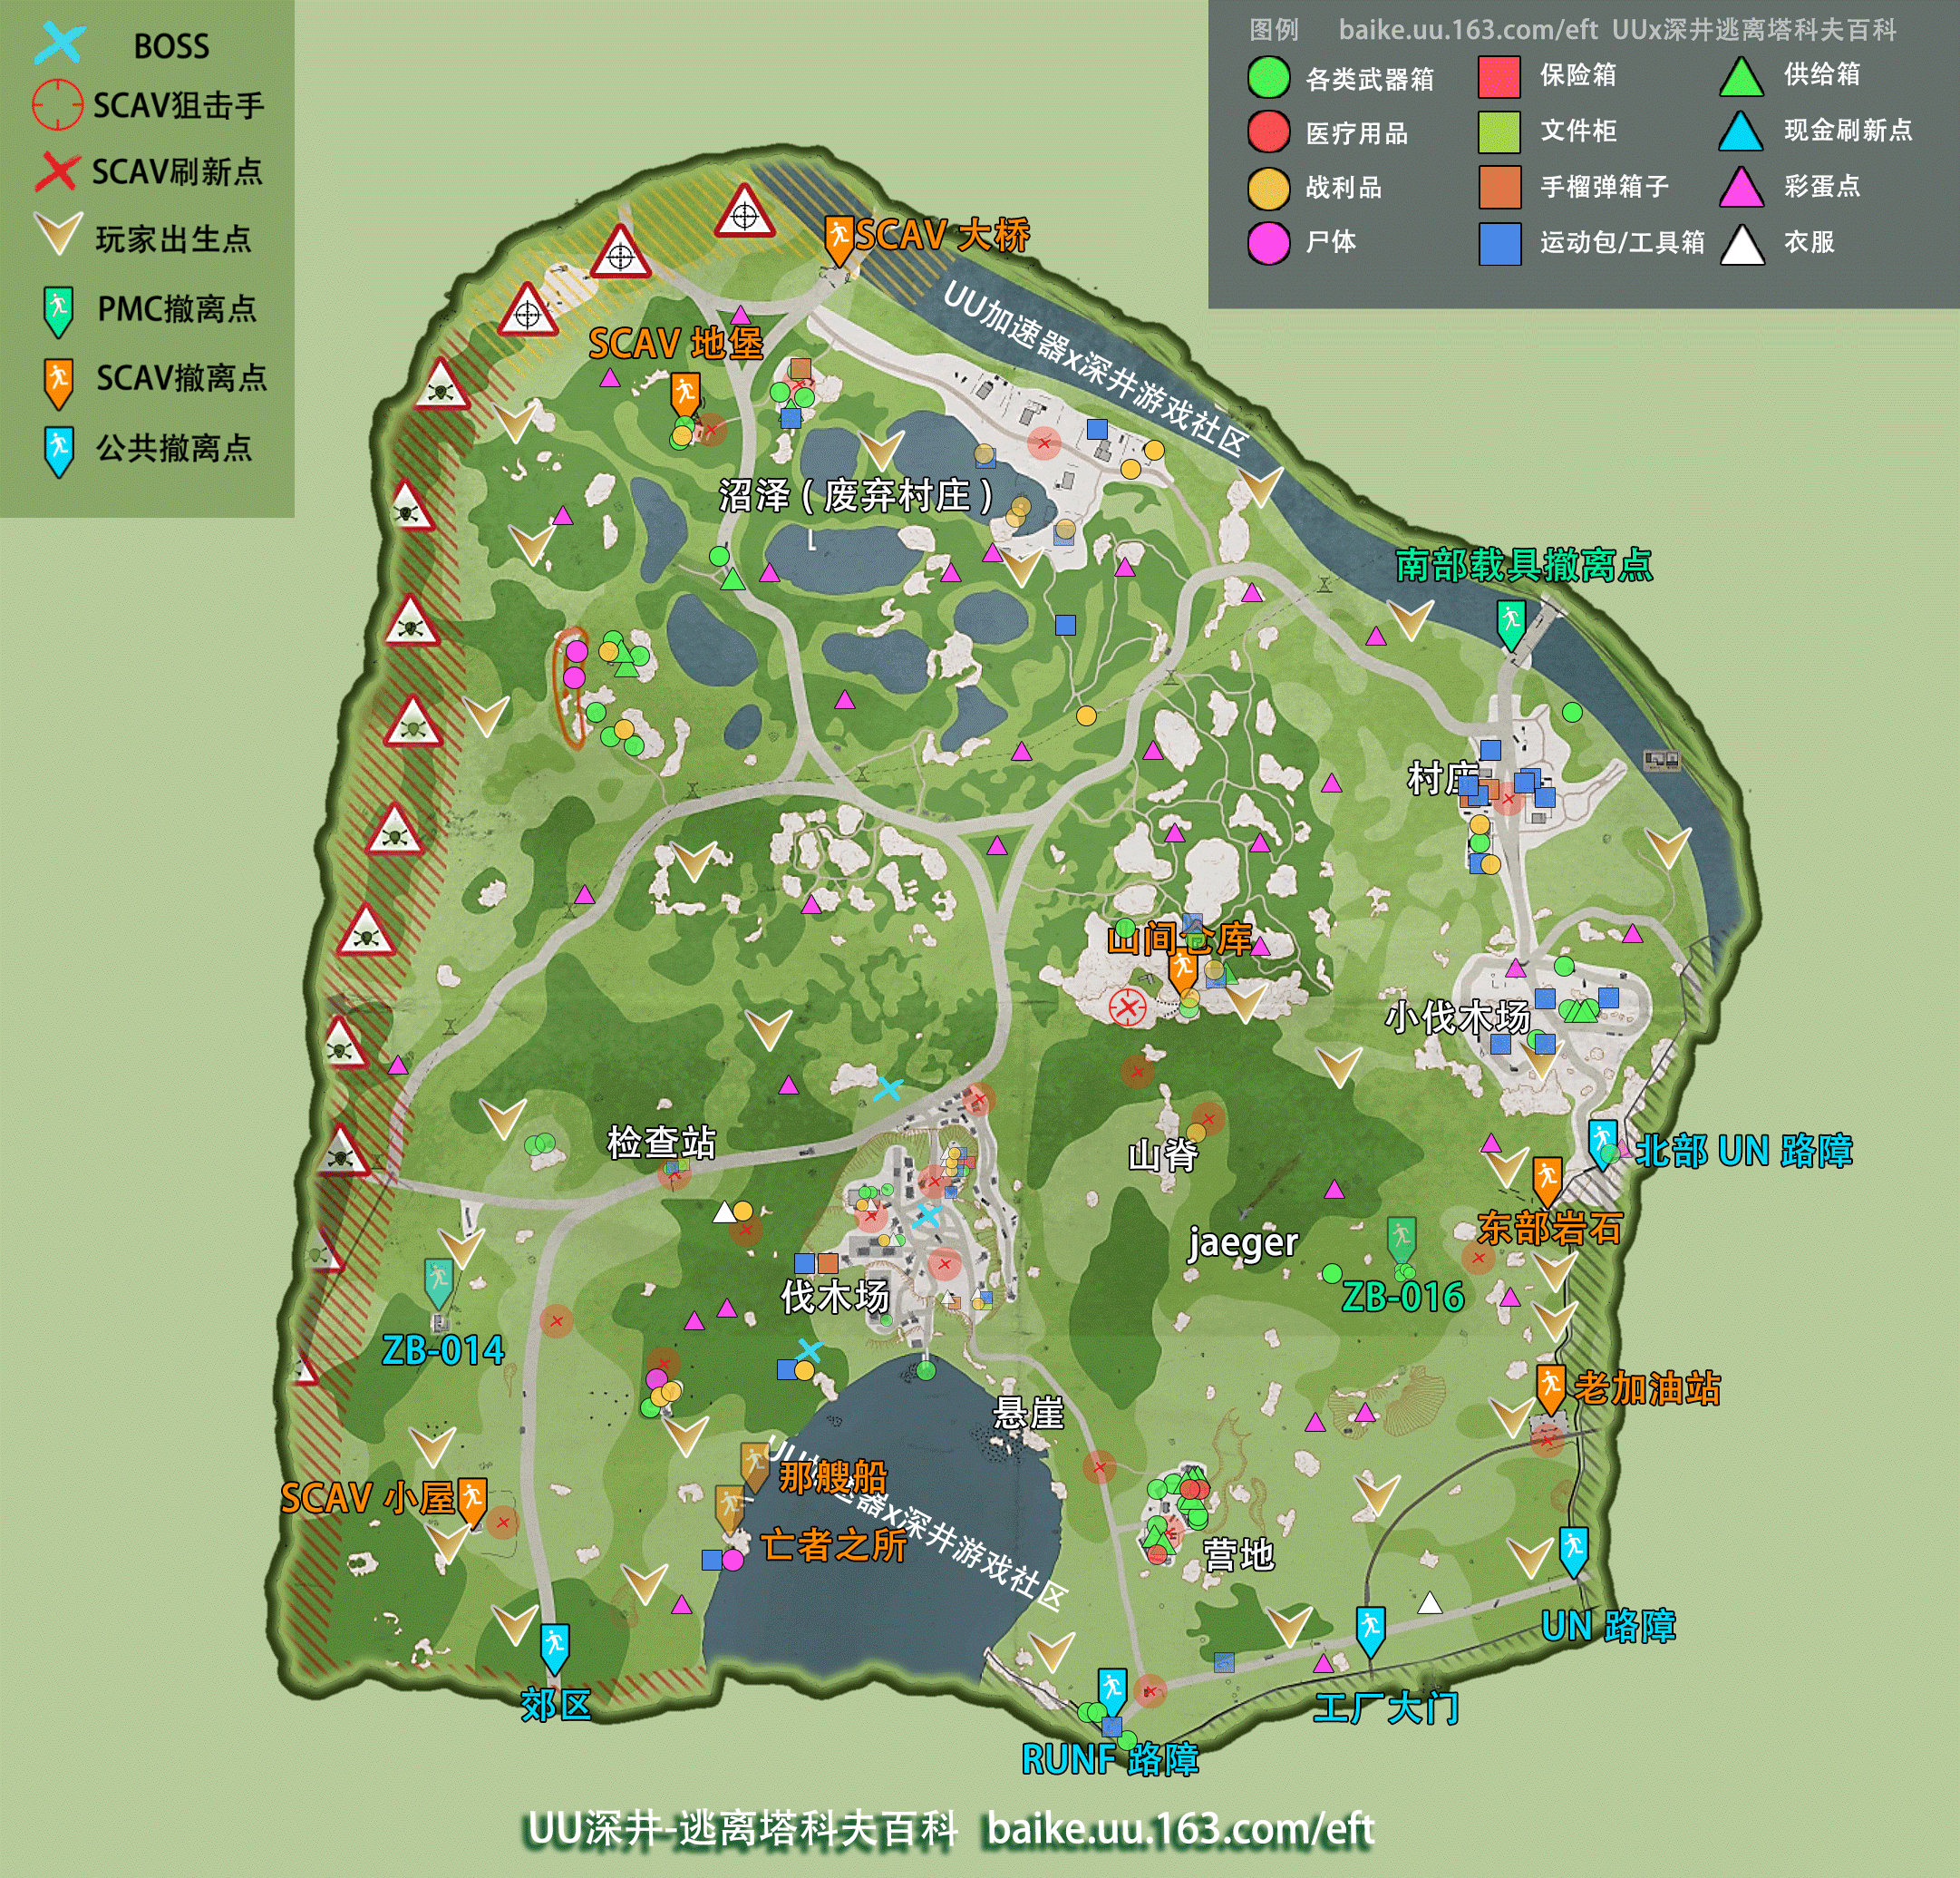 BOSS
SCAV狙击手
SCAV刷新点
玩家出生点
PMC撤离点
SCAV撤离点
公共撤离点
图例 baike.uu.163.com/eft UUx深井逃离塔科夫百科
各类武器箱 保险箱 供给箱
医疗用品 文件柜 现金刷新点
战利品 手榴弹箱子 彩蛋点
尸体 运动包/工具箱 衣服
SCAV 大桥
UU加速器x深井游戏社区
SCAV 地堡
沼泽 ( 废弃村庄 )
南部载具撤离点
村庄
山间仓库
小伐木场
检查站
山脊
北部 UN 路障
东部岩石
jaeger
ZB-016
伐木场
ZB-014
老加油站
悬崖
那艘船
SCAV 小屋
UU加速器x深井游戏社区
亡者之所
营地
UN 路障
郊区
工厂大门
RUNF 路障
UU深井-逃离塔科夫百科 baike.uu.163.com/eft